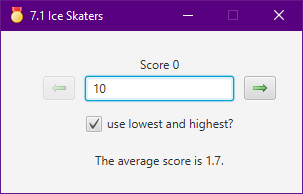 7.1 Ice Skaters
Score 0
10
use lowest and highest?
The average score is 1.7.